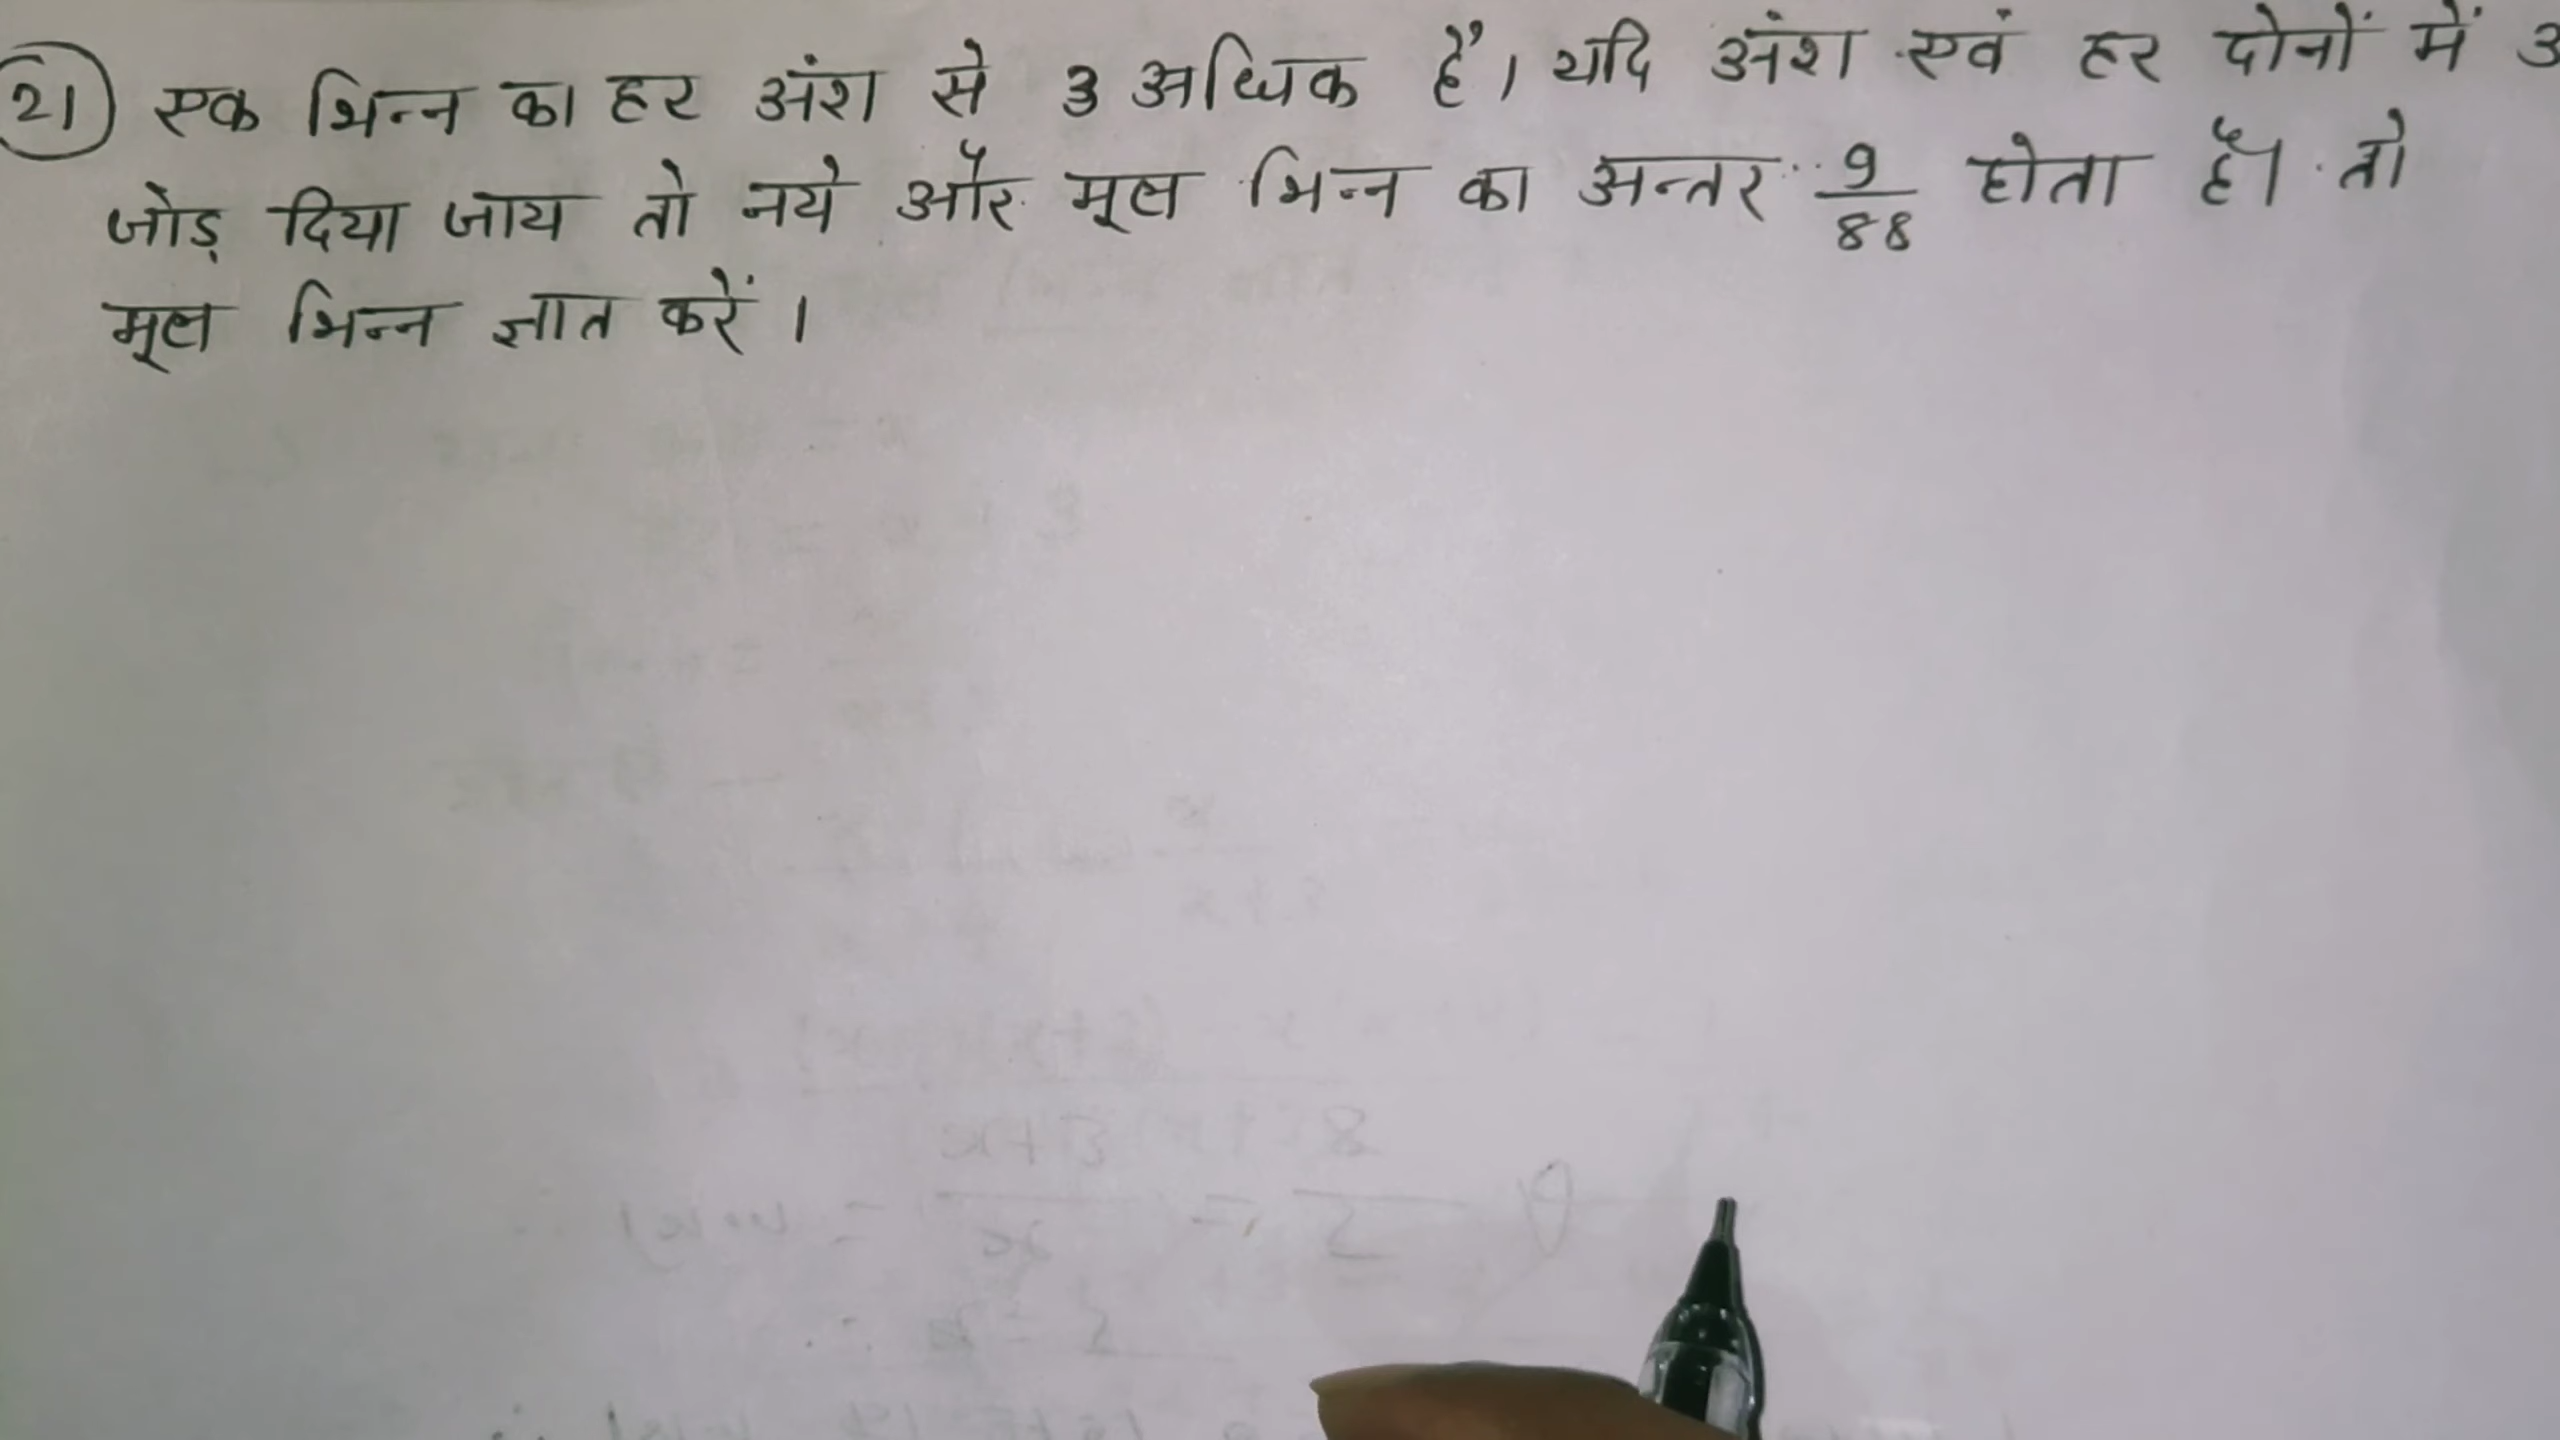 21 एक भिन्न का हर अंश से 3 अधिक है। यदि अंश एवं हर दोनों में 3
जोड़ दिया जाय तो नये और मूल भिन्न का अन्तर 9/88 होता है। तो
मूल भिन्न ज्ञात करें।